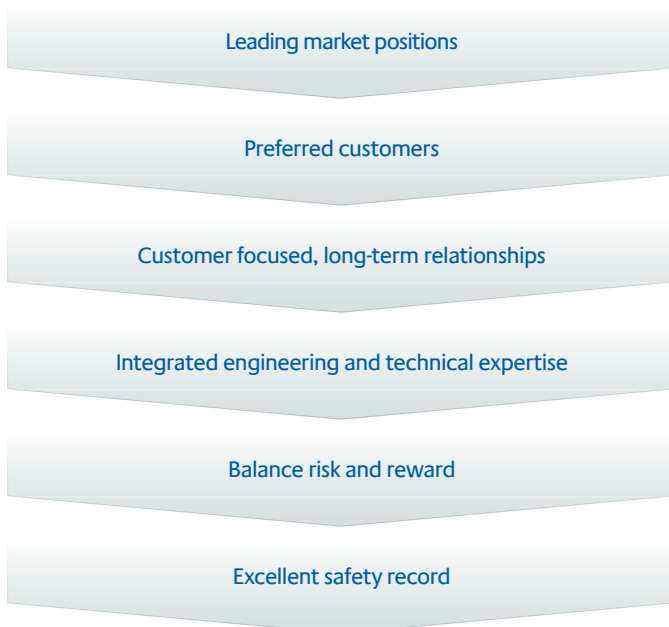 Leading market positions
Preferred customers
Customer focused, long-term relationships
Integrated engineering and technical expertise
Balance risk and reward
Excellent safety record